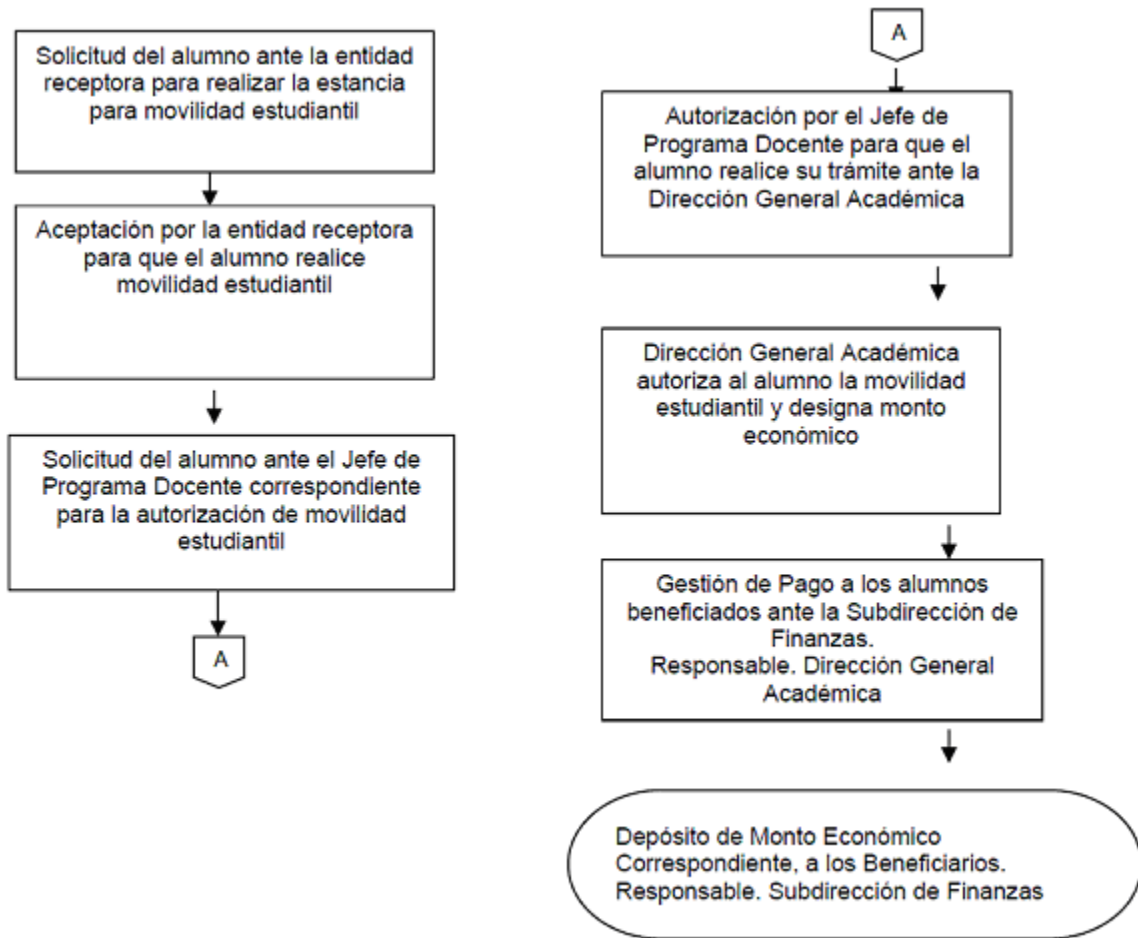 Solicitud del alumno ante la entidad
receptora para realizar la estancia
para movilidad estudiantil
Aceptación por la entidad receptora
para que el alumno realice
movilidad estudiantil
Solicitud del alumno ante el Jefe de
Programa Docente correspondiente
para la autorización de movilidad
estudiantil
A
A
Autorización por el Jefe de
Programa Docente para que el
alumno realice su trámite ante la
Dirección General Académica
Dirección General Académica
autoriza al alumno la movilidad
estudiantil y designa monto
económico
Gestión de Pago a los alumnos
beneficiados ante la Subdirección de
Finanzas.
Responsable. Dirección General
Académica
Depósito de Monto Económico
Correspondiente, a los Beneficiarios.
Responsable. Subdirección de Finanzas